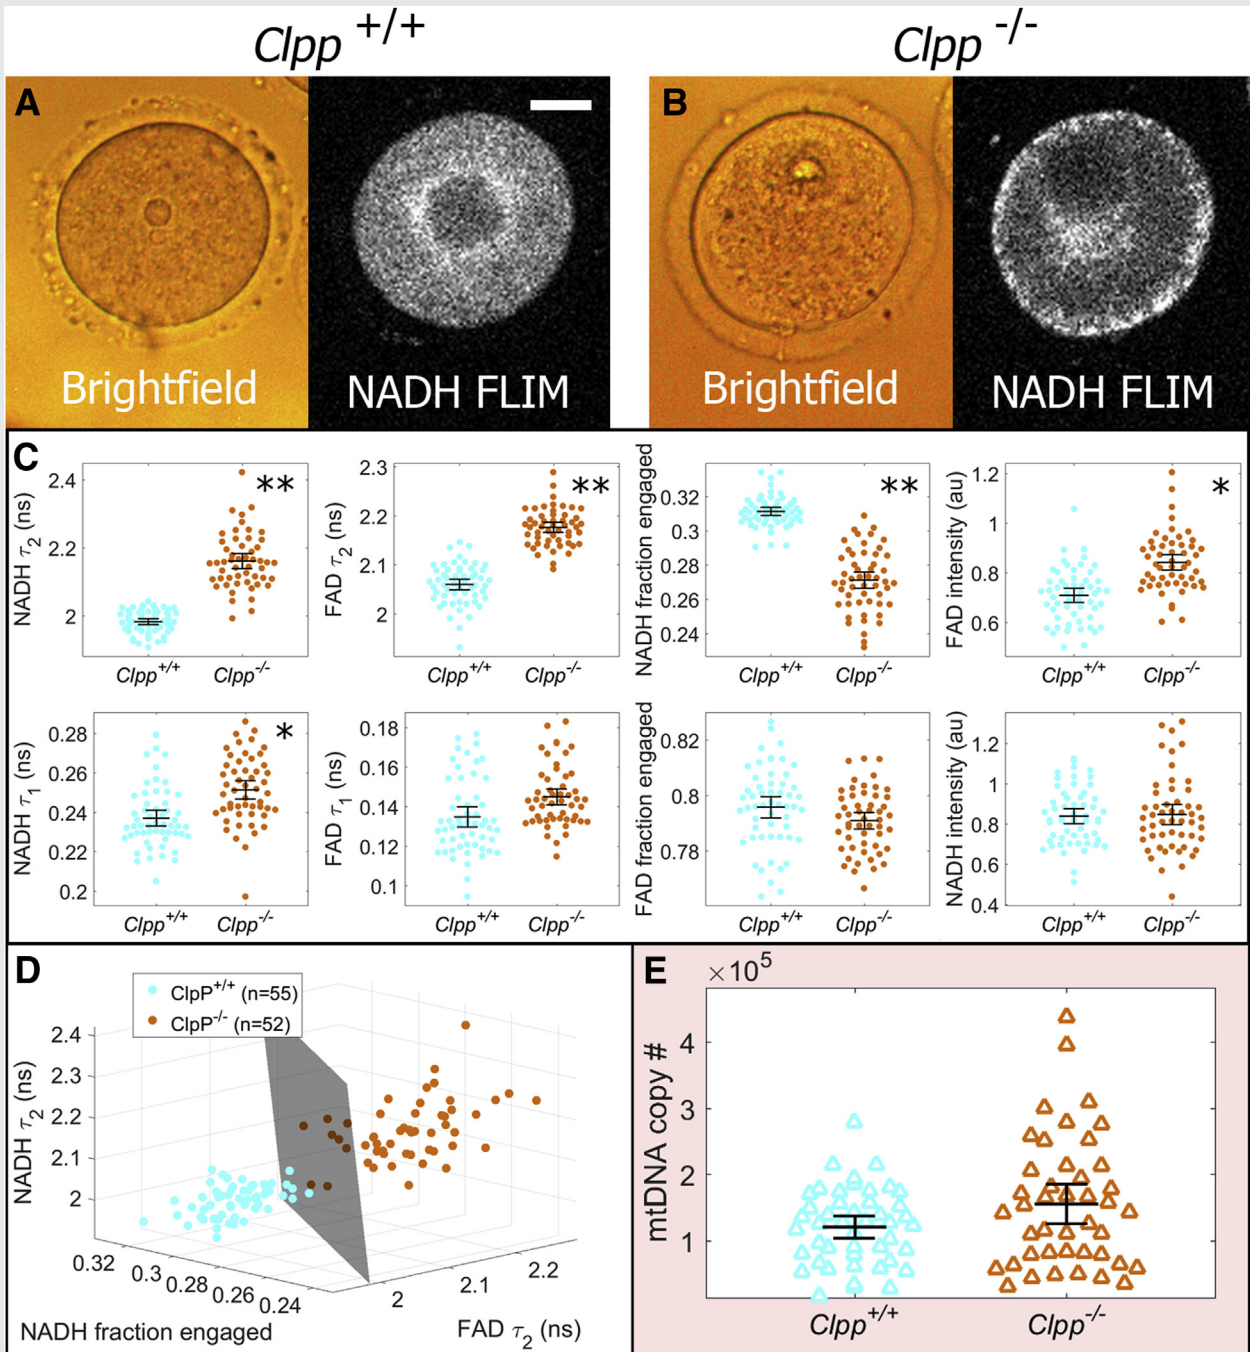 Clpp +/+
Clpp -/-
A
B
Brightfield
NADH FLIM
Brightfield
NADH FLIM
C
NADH τ2 (ns)
2.4
2.2
2
**
Clpp+/+
Clpp-/-
FAD τ2 (ns)
2.3
2.2
2.1
2
**
Clpp+/+
Clpp-/-
NADH fraction engaged
0.32
0.3
0.28
0.26
0.24
**
Clpp+/+
Clpp-/-
FAD intensity (au)
1.2
1
0.8
0.6
*
Clpp+/+
Clpp-/-
NADH τ1 (ns)
0.28
0.26
0.24
0.22
0.2
*
Clpp+/+
Clpp-/-
FAD τ1 (ns)
0.18
0.16
0.14
0.12
0.1
Clpp+/+
Clpp-/-
FAD fraction engaged
0.82
0.8
0.78
Clpp+/+
Clpp-/-
NADH intensity (au)
1.2
1
0.8
0.6
0.4
Clpp+/+
Clpp-/-
D
ClpP+/+ (n=55)
ClpP-/- (n=52)
NADH τ2 (ns)
2.4
2.3
2.2
2.1
2
0.32
0.3
0.28
0.26
0.24
NADH fraction engaged
2
2.1
2.2
FAD τ2 (ns)
E
×10^5
mtDNA copy #
4
3
2
1
Clpp+/+
Clpp-/-